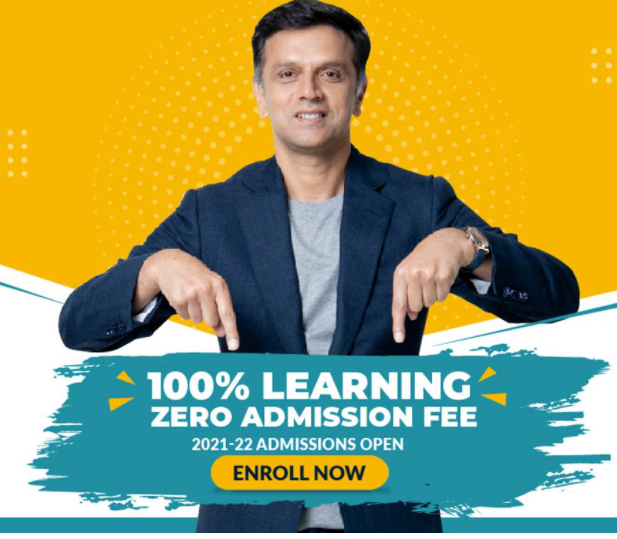 100% LEARNING
ZERO ADMISSION FEE
2021-22 ADMISSIONS OPEN
ENROLL NOW